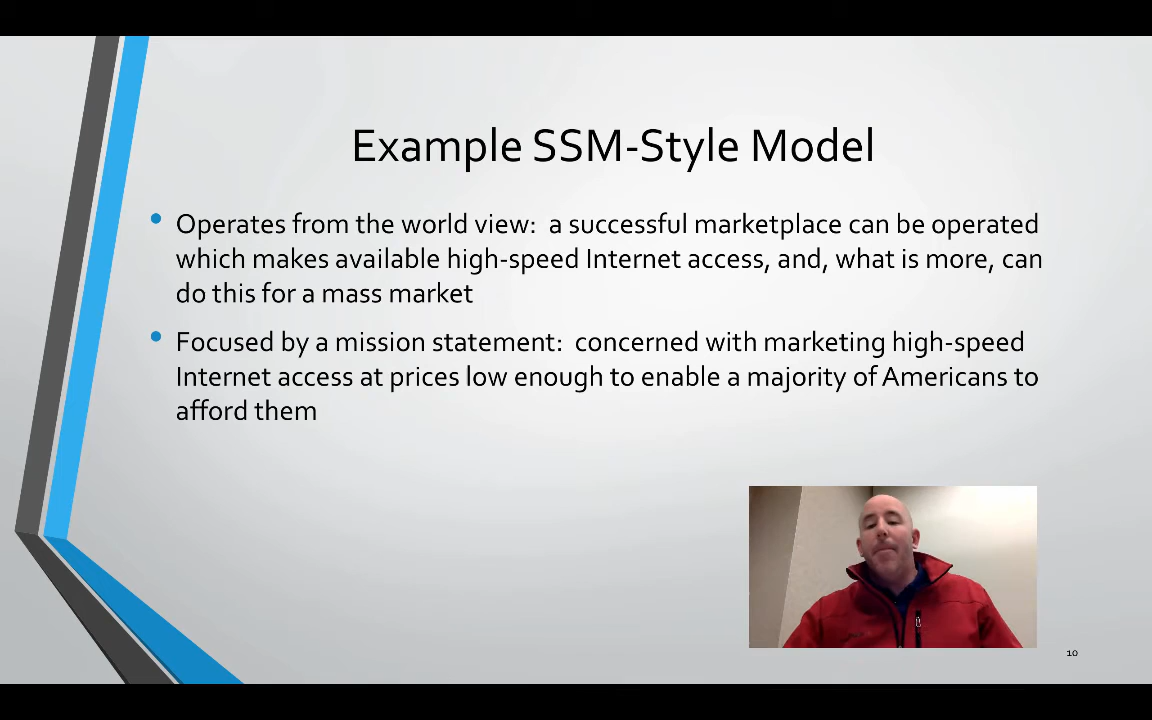 Example SSM-Style Model
• Operates from the world view:  a successful marketplace can be operated
which makes available high-speed Internet access, and, what is more, can
do this for a mass market
• Focused by a mission statement:  concerned with marketing high-speed
Internet access at prices low enough to enable a majority of Americans to
afford them
10